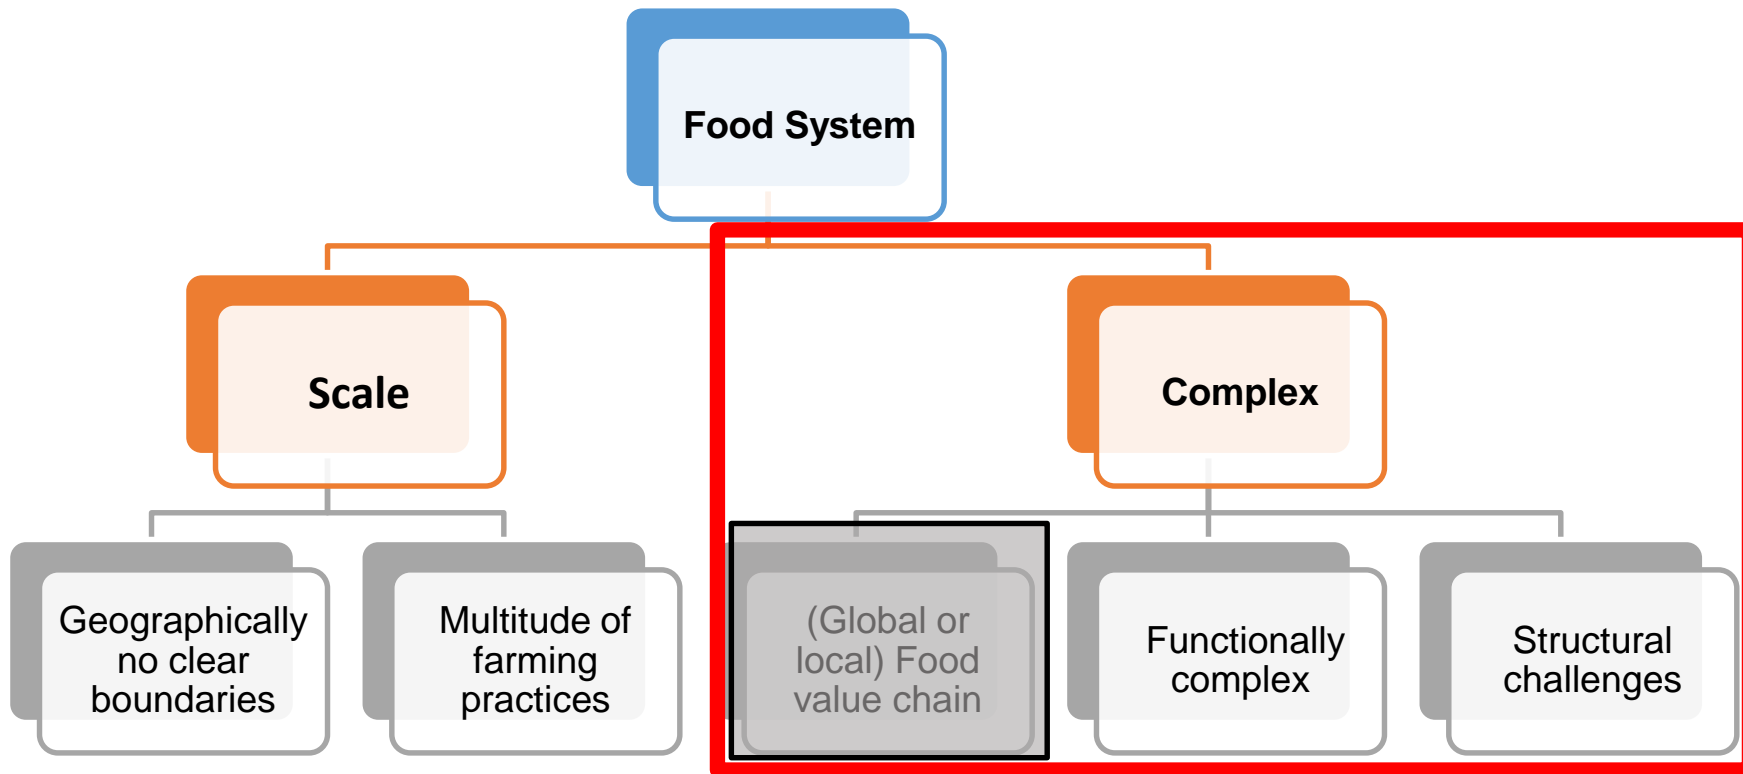 Food System
Scale
Complex
Geographically
no clear
boundaries
Multitude of
farming
practices
(Global or
local) Food
value chain
Functionally
complex
Structural
challenges